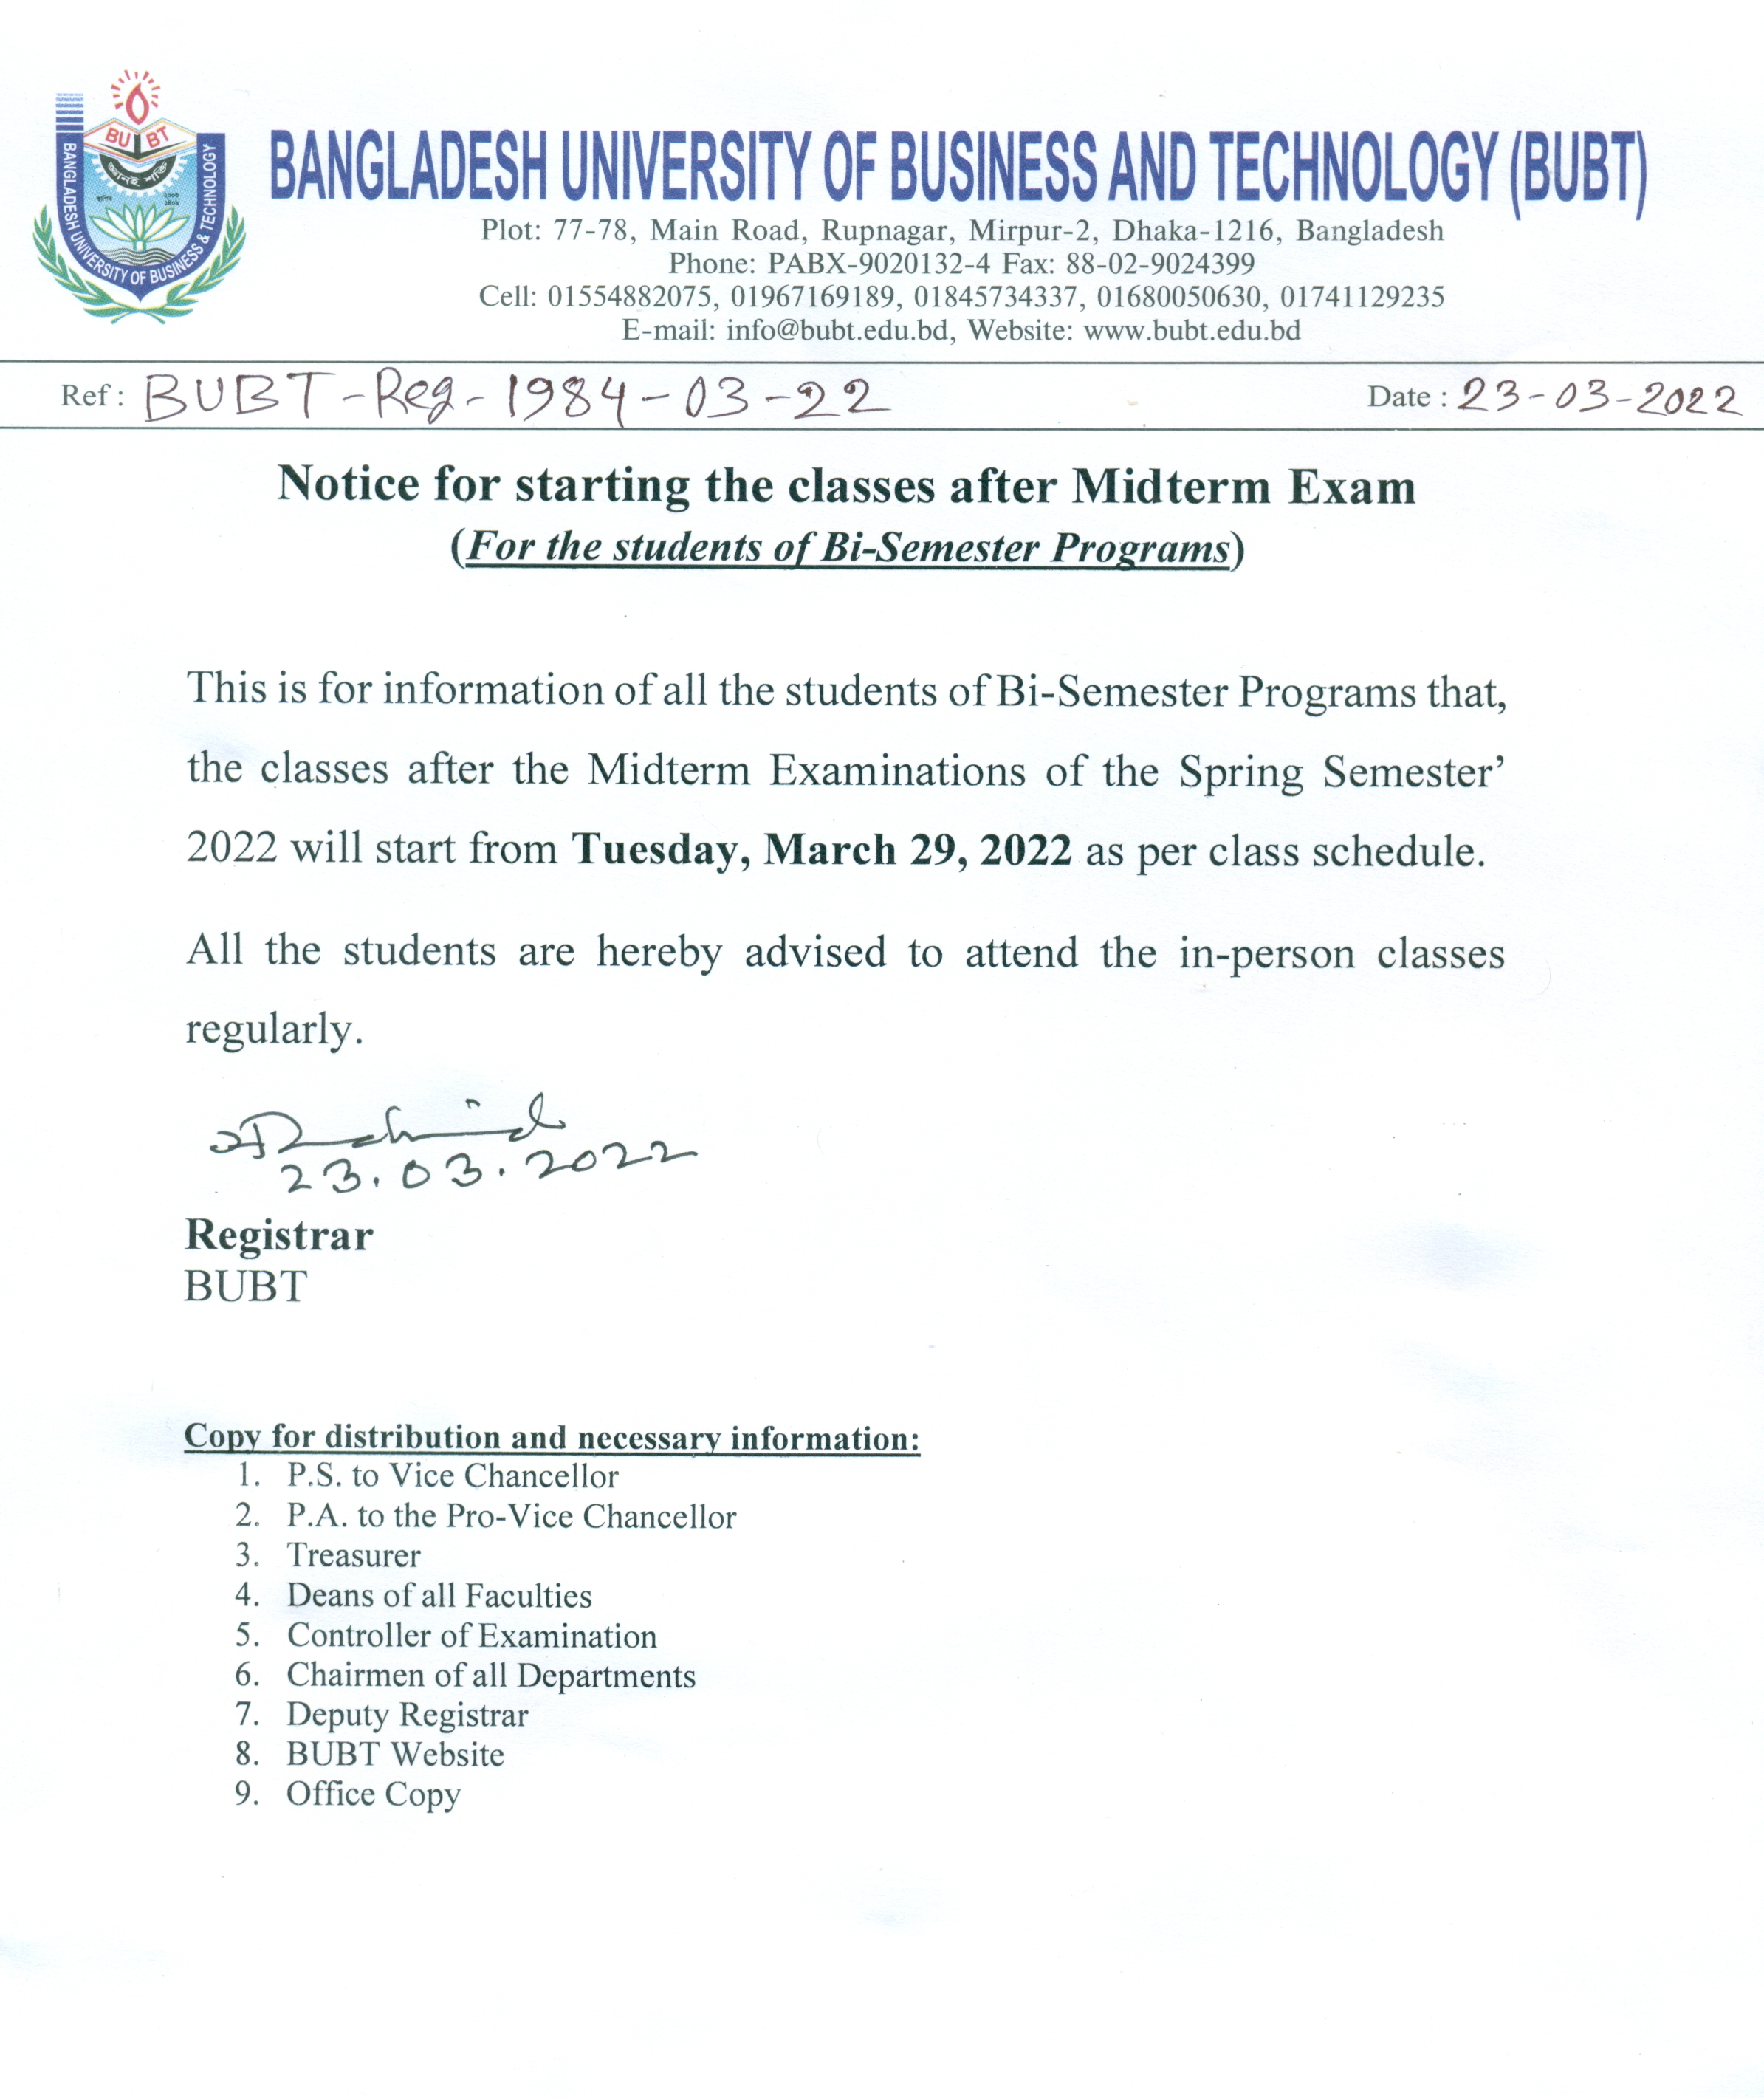 BU BT
জ্ঞানই শক্তি
BANGLADESH UNIVERSITY OF BUSINESS & TECHNOLOGY
BANGLADESH UNIVERSITY OF BUSINESS AND TECHNOLOGY (BUBT)
Plot: 77-78, Main Road, Rupnagar, Mirpur-2, Dhaka-1216, Bangladesh
Phone: PABX-9020132-4 Fax: 88-02-9024399
Cell: 01554882075, 01967169189, 01845734337, 01680050630, 01741129235
E-mail: info@bubt.edu.bd, Website: www.bubt.edu.bd
Ref : BUBT-Reg-1984-03-22 Date : 23-03-2022
Notice for starting the classes after Midterm Exam
(For the students of Bi-Semester Programs)
This is for information of all the students of Bi-Semester Programs that,
the classes after the Midterm Examinations of the Spring Semester’
2022 will start from Tuesday, March 29, 2022 as per class schedule.
All the students are hereby advised to attend the in-person classes
regularly.
23.03.2022
Registrar
BUBT
Copy for distribution and necessary information:
1. P.S. to Vice Chancellor
2. P.A. to the Pro-Vice Chancellor
3. Treasurer
4. Deans of all Faculties
5. Controller of Examination
6. Chairmen of all Departments
7. Deputy Registrar
8. BUBT Website
9. Office Copy